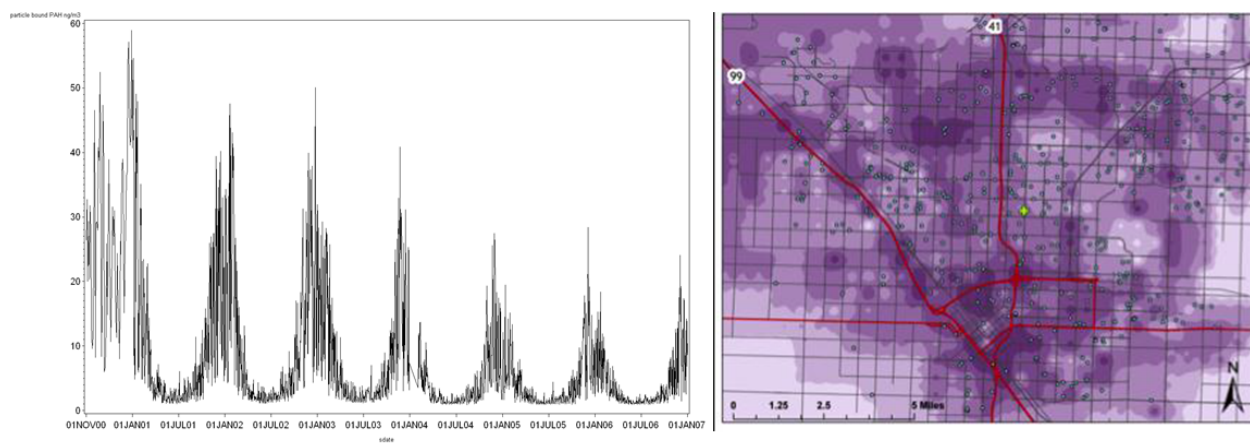 particle bound PAH ng/m3
60
50
40
30
20
10
0
01NOV00 01JAN01 01JUL01 01JAN02 01JUL02 01JAN03 01JUL03 01JAN04 01JUL04 01JAN05 01JUL05 01JAN06 01JUL06 01JAN07
sdate
41
99
N
0 1.25 2.5 5 Miles